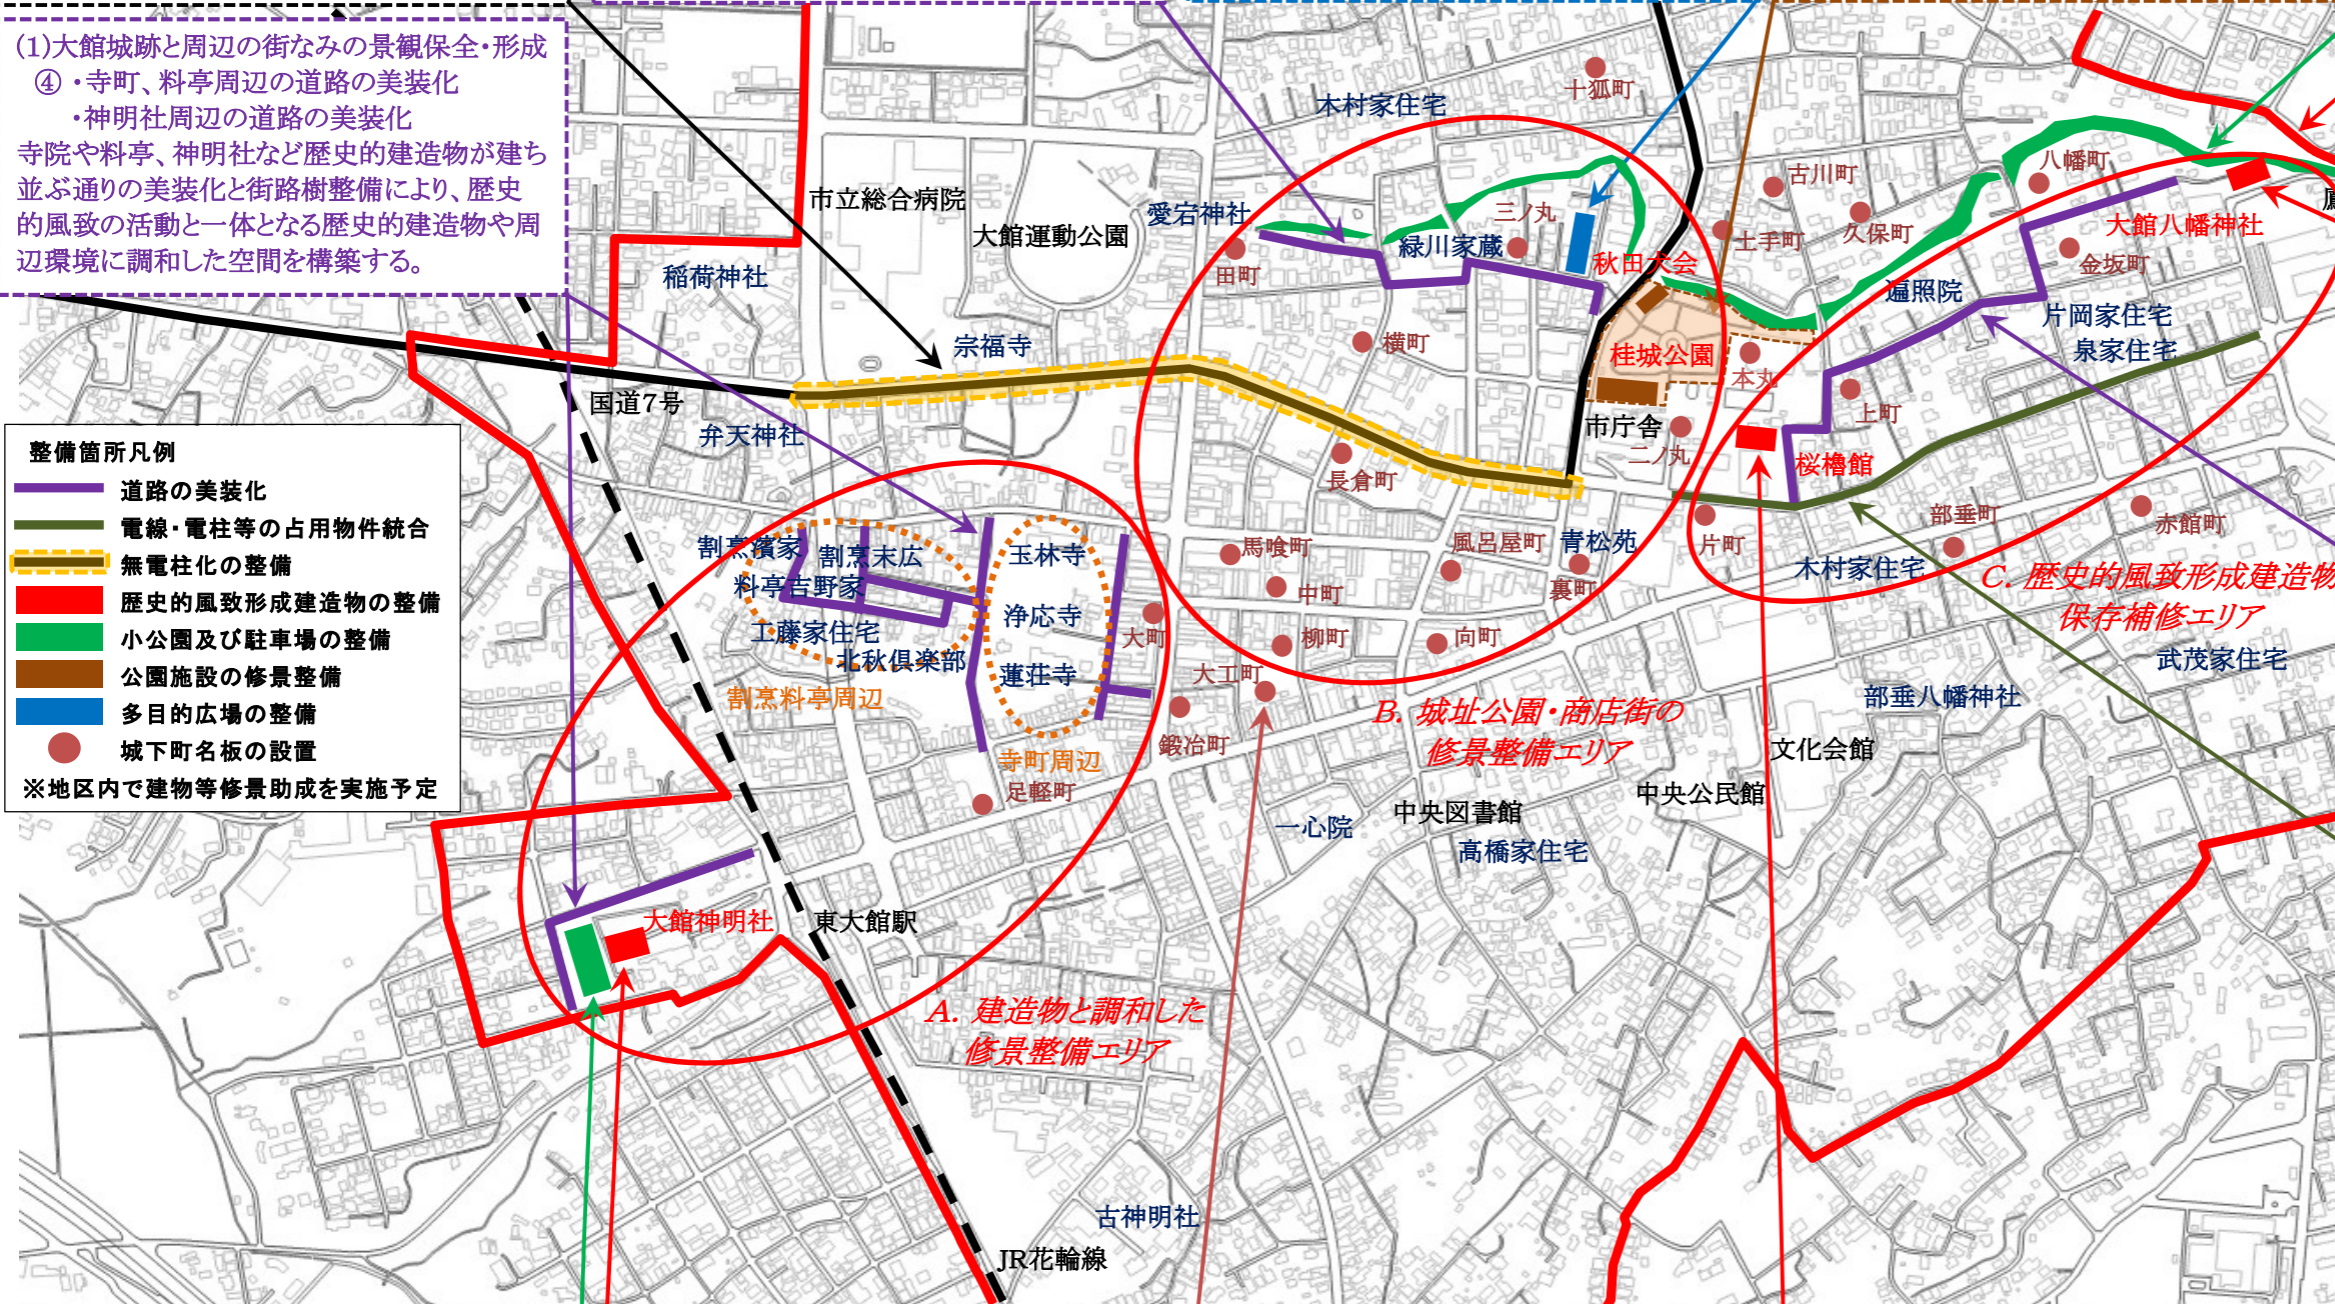 (1)大館城跡と周辺の街なみの景観保全・形成
④ ・寺町、料亭周辺の道路の美装化
・神明社周辺の道路の美装化
寺院や料亭、神明社など歴史的建造物が建ち
並ぶ通りの美装化と街路樹整備により、歴史
的風致の活動と一体となる歴史的建造物や周
辺環境に調和した空間を構築する。
整備箇所凡例
道路の美装化
電線・電柱等の占用物件統合
無電柱化の整備
歴史的風致形成建造物の整備
小公園及び駐車場の整備
公園施設の修景整備
多目的広場の整備
城下町名板の設置
※地区内で建物等修景助成を実施予定
十狐町
木村家住宅
市立総合病院
大館運動公園
愛宕神社
田町
稲荷神社
宗福寺
国道7号
弁天神社
三ノ丸
緑川家蔵
秋田犬会
土手町
古川町
久保町
八幡町
大館八幡神社
金坂町
遍照院
片岡家住宅
泉家住宅
横町
桂城公園
本丸
上町
市庁舎
二ノ丸
桜櫓館
長倉町
片町
部垂町
赤館町
木村家住宅
C. 歴史的風致形成建造物
保存補修エリア
武茂家住宅
部垂八幡神社
文化会館
中央公民館
中央図書館
高橋家住宅
一心院
馬喰町
中町
風呂屋町
青松苑
裏町
柳町
向町
大工町
大町
鍛冶町
B. 城址公園・商店街の
修景整備エリア
割烹濱家
割烹末広
料亭吉野家
工藤家住宅
北秋倶楽部
割烹料亭周辺
玉林寺
浄応寺
蓮荘寺
寺町周辺
足軽町
大館神明社
東大館駅
A. 建造物と調和した
修景整備エリア
古神明社
JR花輪線